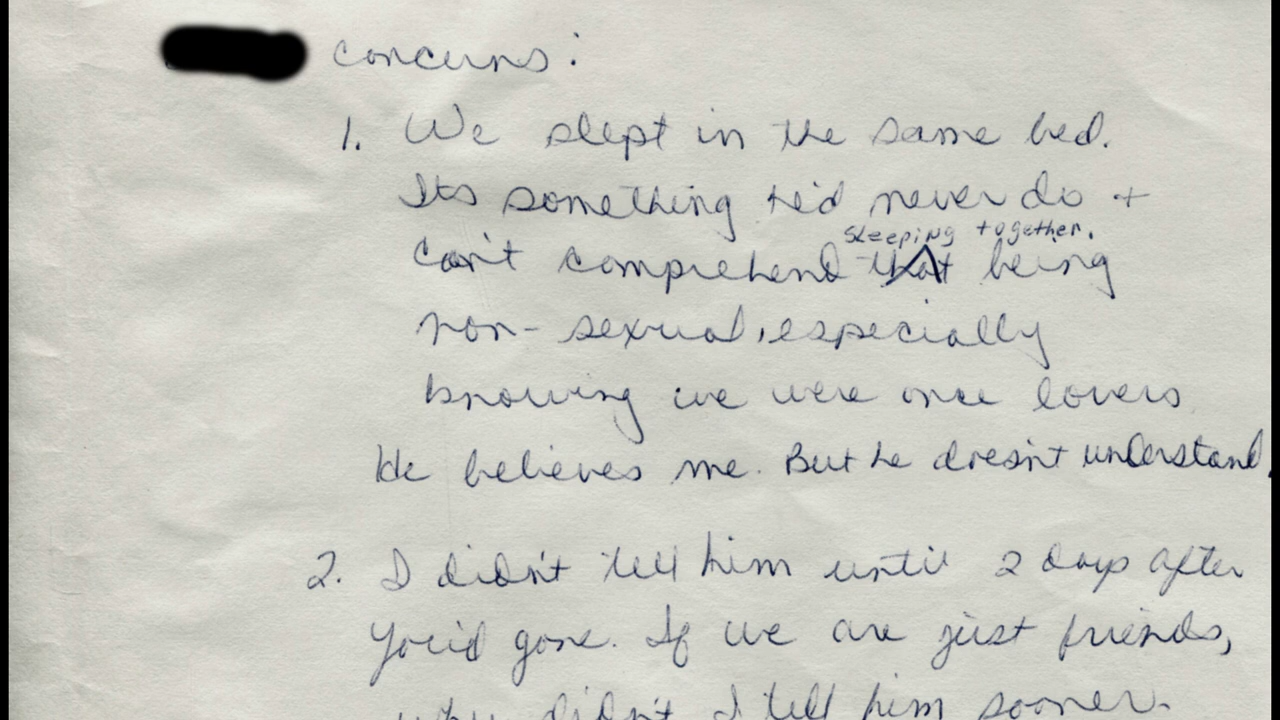 concerns:
1. We slept in the same bed.
Its something he'd never do +
sleeping together.
can't comprehend that being
non-sexual, especially
knowing we were once lovers
He believes me. But he doesn't understand.
2. I didn't tell him until 2 days after
you'd gone. If we are just friends,
why didn't I tell him sooner.